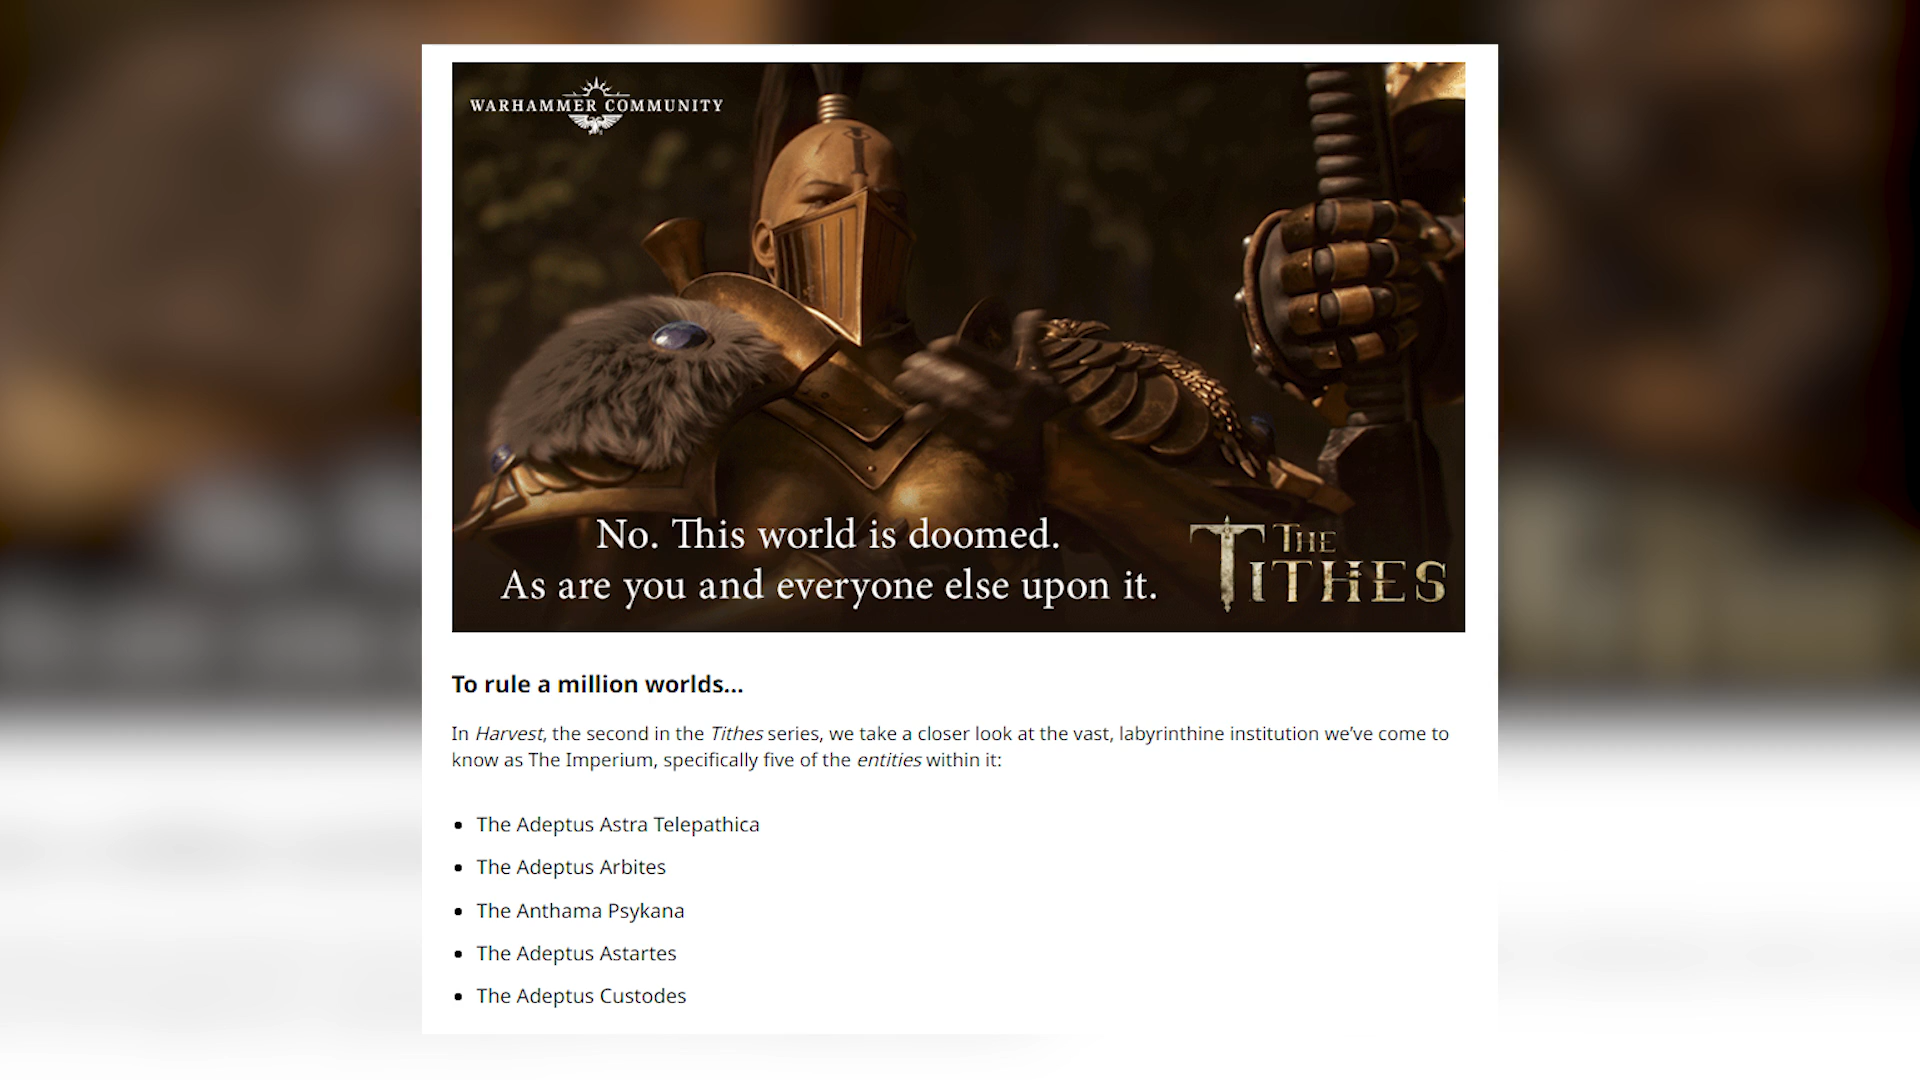 WARHAMMER COMMUNITY
No. This world is doomed.
As are you and everyone else upon it.
THE
TITHES
To rule a million worlds...
In Harvest, the second in the Tithes series, we take a closer look at the vast, labyrinthine institution we've come to
know as The Imperium, specifically five of the entities within it:
• The Adeptus Astra Telepathica
• The Adeptus Arbites
• The Anthama Psykana
• The Adeptus Astartes
• The Adeptus Custodes